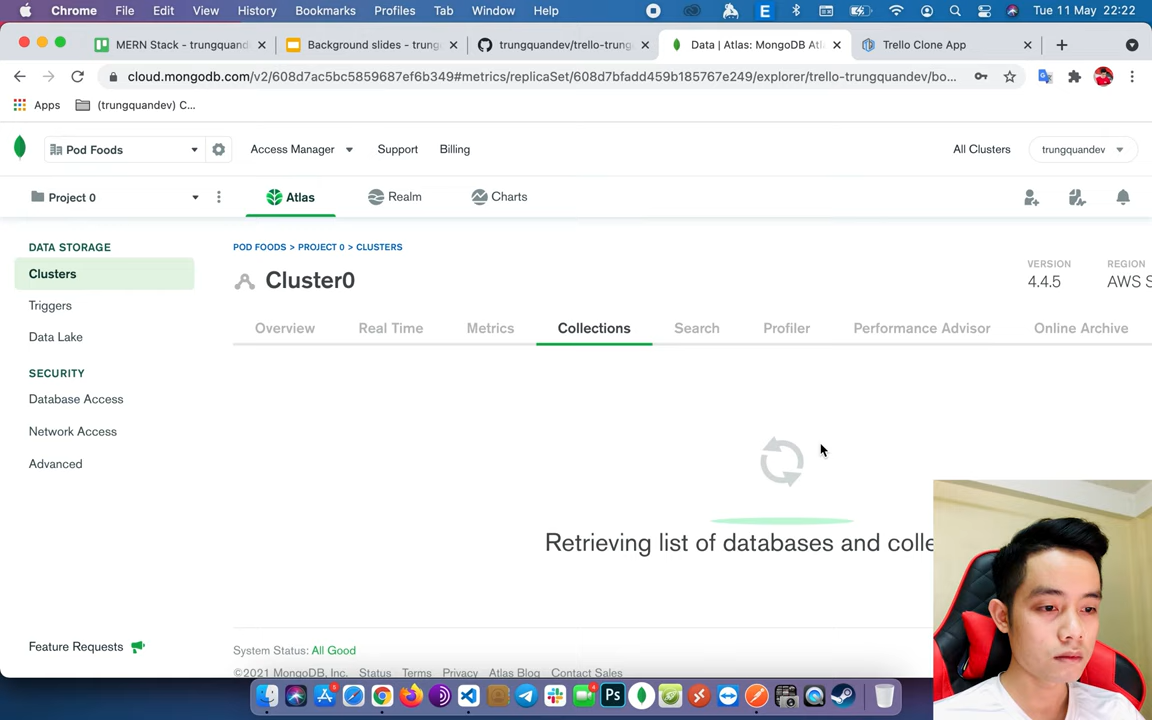 Chrome File Edit View History Bookmarks Profiles Tab Window Help Tue 11 May 22:22
MERN Stack - trungquand Background slides - trung trungquandev/trello-trung Data | Atlas: MongoDB Atl Trello Clone App
cloud.mongodb.com/v2/608d7ac5bc5859687ef6b349#metrics/replicaSet/608d7bfadd459b185767e249/explorer/trello-trungquandev/bo...
Apps (trungquandev) C...
Pod Foods Access Manager Support Billing All Clusters trungquandev
Project 0 Atlas Realm Charts
DATA STORAGE
Clusters
Triggers
Data Lake
SECURITY
Database Access
Network Access
Advanced
Feature Requests
POD FOODS > PROJECT 0 > CLUSTERS
Cluster0
VERSION REGION
4.4.5 AWS S
Overview Real Time Metrics Collections Search Profiler Performance Advisor Online Archive
Retrieving list of databases and colle
System Status: All Good
©2021 MongoDB, Inc. Status Terms Privacy Atlas Blog Contact Sales